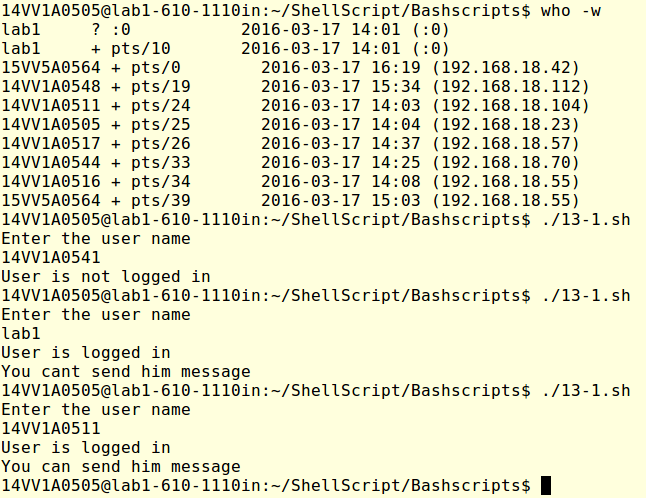 14VV1A0505@lab1-610-1110in:~/ShellScript/Bashscripts$ who -w
lab1     ? :0           2016-03-17 14:01 (:0)
lab1     + pts/10       2016-03-17 14:01 (:0)
15VV5A0564 + pts/0        2016-03-17 16:19 (192.168.18.42)
14VV1A0548 + pts/19       2016-03-17 15:34 (192.168.18.112)
14VV1A0511 + pts/24       2016-03-17 14:03 (192.168.18.104)
14VV1A0505 + pts/25       2016-03-17 14:04 (192.168.18.23)
14VV1A0517 + pts/26       2016-03-17 14:37 (192.168.18.57)
14VV1A0544 + pts/33       2016-03-17 14:25 (192.168.18.70)
14VV1A0516 + pts/34       2016-03-17 14:08 (192.168.18.55)
15VV5A0564 + pts/39       2016-03-17 15:03 (192.168.18.55)
14VV1A0505@lab1-610-1110in:~/ShellScript/Bashscripts$ ./13-1.sh
Enter the user name
14VV1A0541
User is not logged in
14VV1A0505@lab1-610-1110in:~/ShellScript/Bashscripts$ ./13-1.sh
Enter the user name
lab1
User is logged in
You cant send him message
14VV1A0505@lab1-610-1110in:~/ShellScript/Bashscripts$ ./13-1.sh
Enter the user name
14VV1A0511
User is logged in
You can send him message
14VV1A0505@lab1-610-1110in:~/ShellScript/Bashscripts$